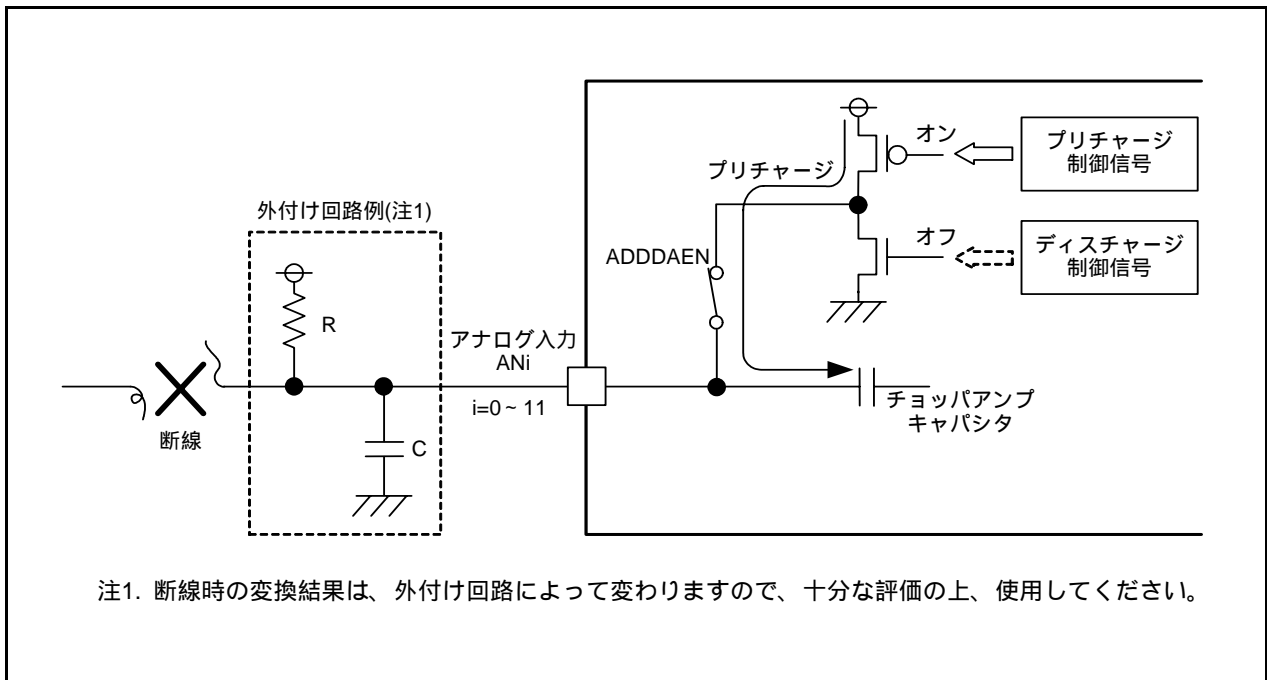 オン
プリチャージ
制御信号
プリチャージ
外付け回路例(注1)
オフ
ディスチャージ
制御信号
ADDDAEN
R
アナログ入力
ANi
i=0～11
チョッパアンプ
キャパシタ
断線
C
注1. 断線時の変換結果は、外付け回路によって変わりますので、十分な評価の上、使用してください。